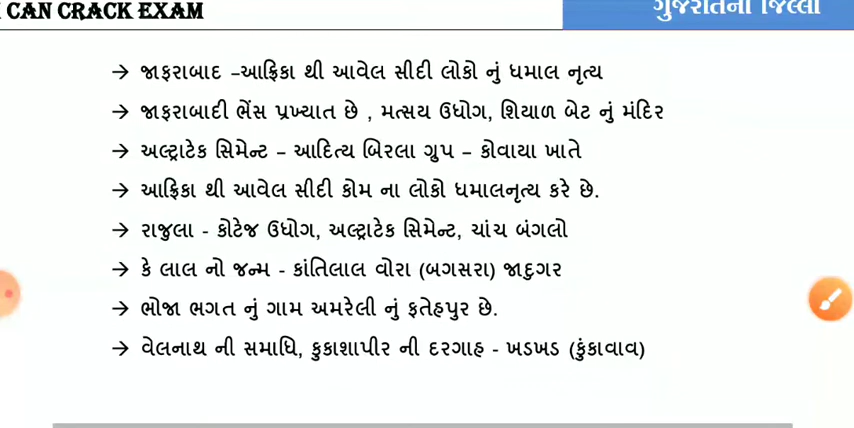 CAN CRACK EXAM
ગુજરાતના જિલ્લા
→ જાફરાબાદ –આફ્રિકા થી આવેલ સીદી લોકો નું ધમાલ નૃત્ય
→ જાફરાબાદી ભેંસ પ્રખ્યાત છે , મત્સય ઉધોગ, શિયાળ બેટ નું મંદિર
→ અલ્ટ્રાટેક સિમેન્ટ – આદિત્ય બિરલા ગ્રુપ – કોવાયા ખાતે
→ આફ્રિકા થી આવેલ સીદી કોમ ના લોકો ધમાલનૃત્ય કરે છે.
→ રાજુલા - કોટેજ ઉધોગ, અલ્ટ્રાટેક સિમેન્ટ, ચાંચ બંગલો
→ કે લાલ નો જન્મ - કાંતિલાલ વોરા (બગસરા) જાદુગર
→ ભોજા ભગત નું ગામ અમરેલી નું ફતેહપુર છે.
→ વેલનાથ ની સમાધિ, કુકાશાપીર ની દરગાહ - ખડખડ (કુંકાવાવ)